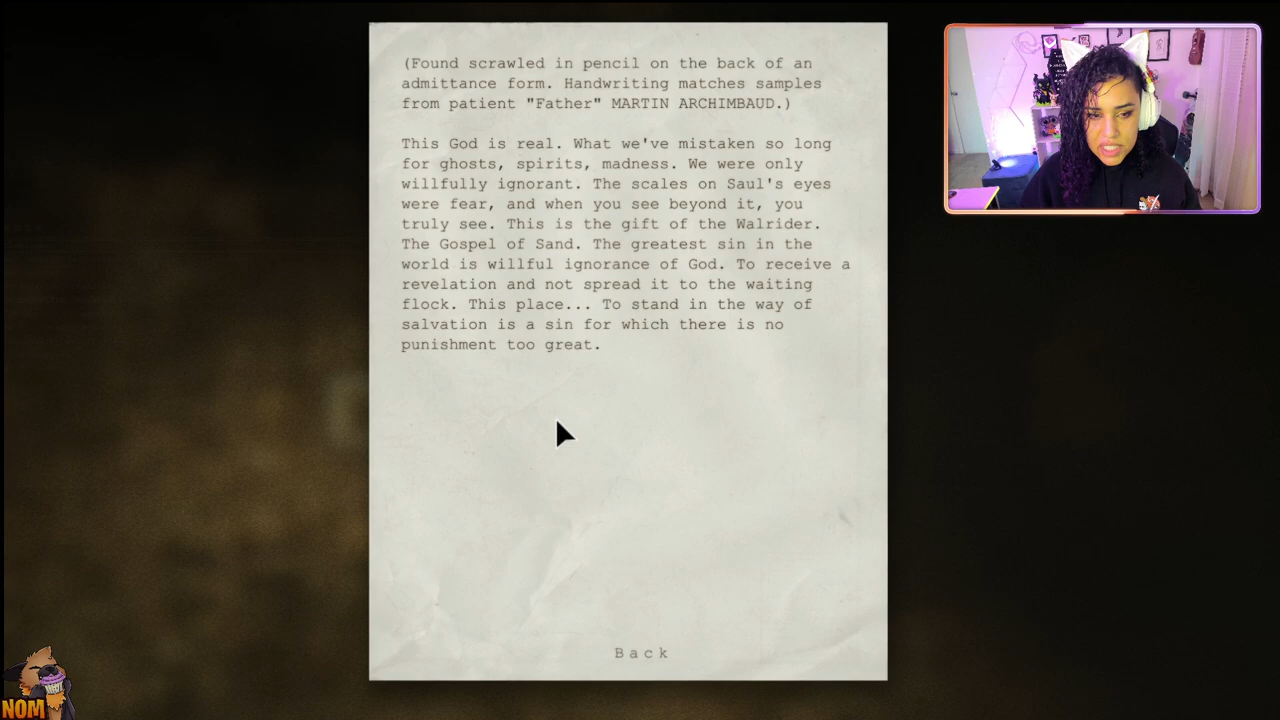 (Found scrawled in pencil on the back of an
admittance form. Handwriting matches samples
from patient "Father" MARTIN ARCHIMBAUD.)
This God is real. What we've mistaken so long
for ghosts, spirits, madness. We were only
willfully ignorant. The scales on Saul's eyes
were fear, and when you see beyond it, you
truly see. This is the gift of the Walrider.
The Gospel of Sand. The greatest sin in the
world is willful ignorance of God. To receive a
revelation and not spread it to the waiting
flock. This place... To stand in the way of
salvation is a sin for which there is no
punishment too great.
Back
NOM